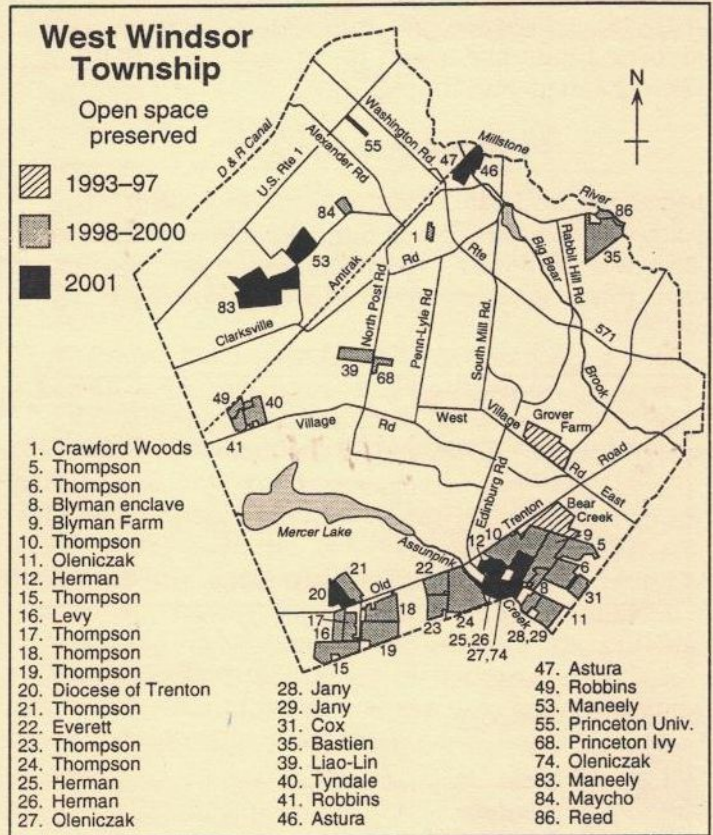 West Windsor
Township
Open space
preserved
1993–97
1998–2000
2001
N
D & R Canal
U.S. Rte 1
Alexander Rd
Washington Rd.
Millstone
River
55
47
46
86
35
84
53
83
1
Rd
Rte
571
Amtrak
Clarksville
North Post Rd
Penn-Lyle Rd
South Mill Rd.
Big Bear
Brook
Rabbit Hill Rd
39
68
49
40
41
Village
Rd
West
Village
Rd
East
Grover
Farm
Road
Edinburg Rd
Trenton
Old
Bear
Creek
Mercer Lake
Assunpink
Creek
12
10
9
5
6
8
31
11
28,29
25,26
27,74
24
23
22
21
20
17
16
15
18
19
1. Crawford Woods
5. Thompson
6. Thompson
8. Blyman enclave
9. Blyman Farm
10. Thompson
11. Oleniczak
12. Herman
15. Thompson
16. Levy
17. Thompson
18. Thompson
19. Thompson
20. Diocese of Trenton
21. Thompson
22. Everett
23. Thompson
24. Thompson
25. Herman
26. Herman
27. Oleniczak
28. Jany
29. Jany
31. Cox
35. Bastien
39. Liao-Lin
40. Tyndale
41. Robbins
46. Astura
47. Astura
49. Robbins
53. Maneely
55. Princeton Univ.
68. Princeton Ivy
74. Oleniczak
83. Maneely
84. Maycho
86. Reed